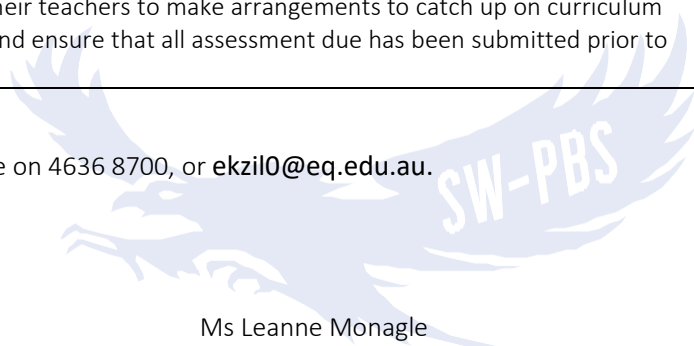 heir teachers to make arrangements to catch up on curriculum
nd ensure that all assessment due has been submitted prior to
e on 4636 8700, or ekzil0@eq.edu.au.
SW-PBS
Ms Leanne Monagle